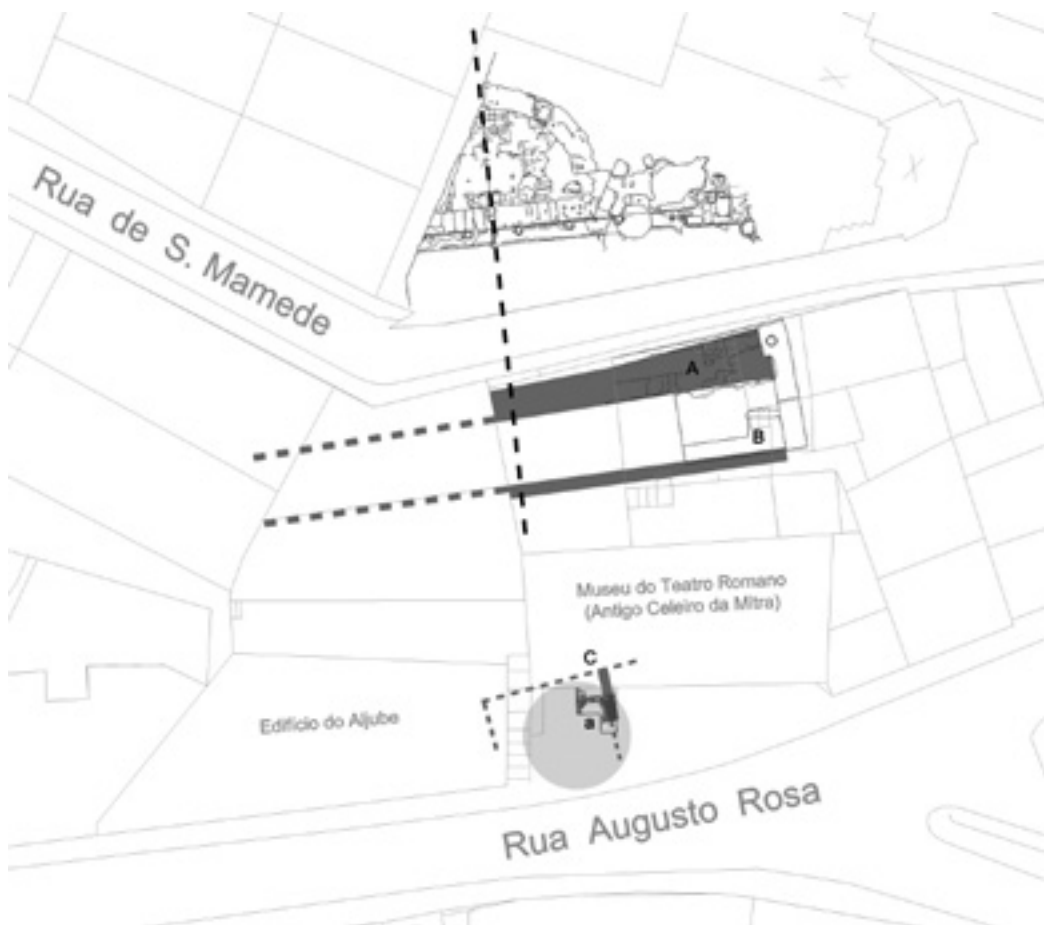 Rua de S. Mamede
A
B
Museu do Teatro Romano
(Antigo Celeiro da Mitra)
C
a
Edifício do Aljube
Rua Augusto Rosa